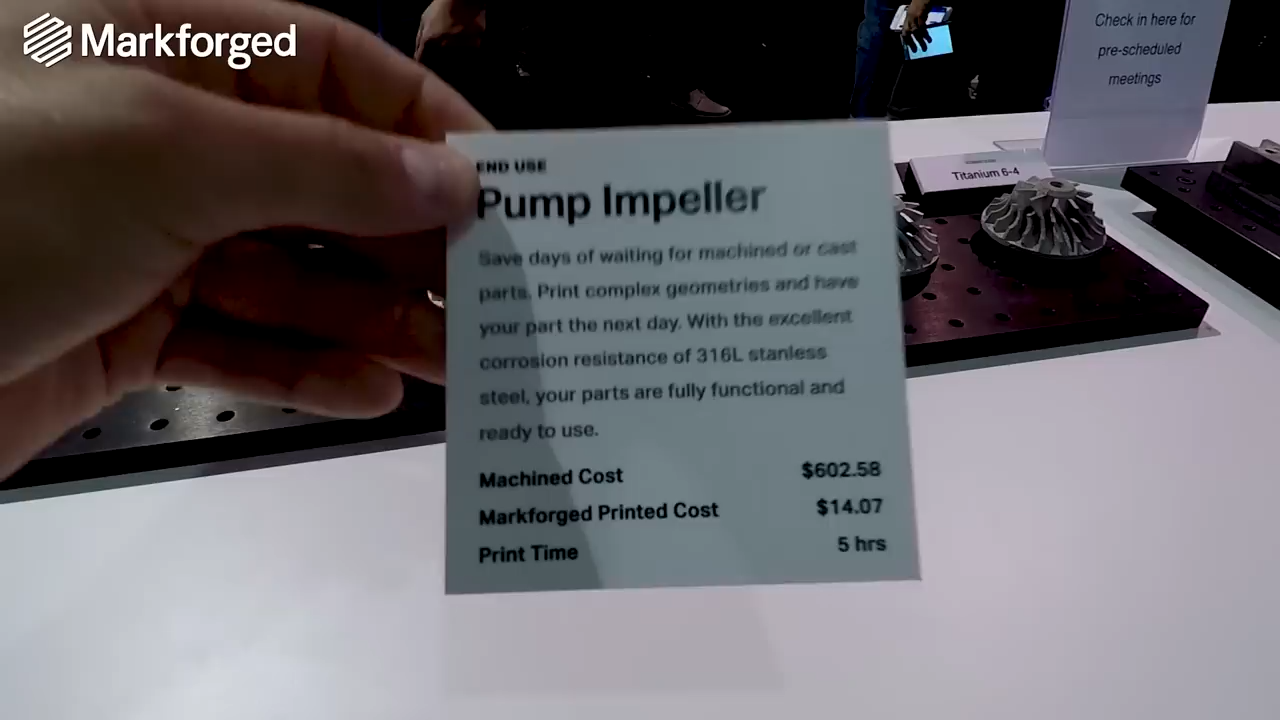 Markforged
Check in here for
pre-scheduled
meetings
Titanium 6-4
END USE
Pump Impeller
Save days of waiting for machined or cast
parts. Print complex geometries and have
your part the next day. With the excellent
corrosion resistance of 316L stanless
steel, your parts are fully functional and
ready to use.
Machined Cost $602.58
Markforged Printed Cost $14.07
Print Time 5 hrs